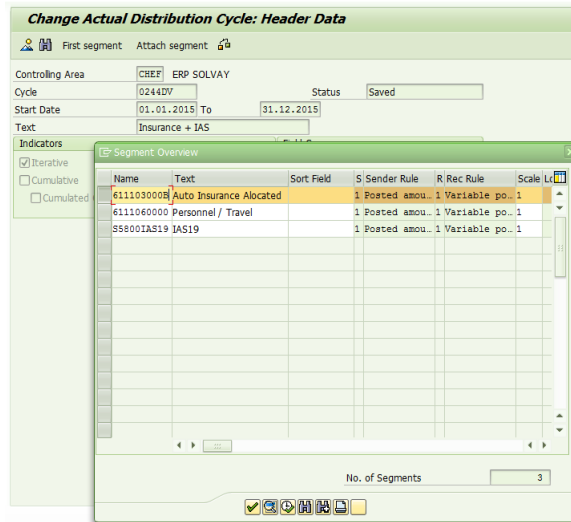 Change Actual Distribution Cycle: Header Data
First segment Attach segment
Controlling Area CHEF ERP SOLVAY
Cycle 0244DV Status Saved
Start Date 01.01.2015 To 31.12.2015
Text Insurance + IAS
Indicators
Segment Overview
Iterative
Cumulative
Cumulated
Name Text Sort Field S Sender Rule R Rec Rule Scale
611103000B Auto Insurance Alocated 1 Posted amou… 1 Variable po… 1
6111060000 Personnel / Travel 1 Posted amou… 1 Variable po… 1
S5800IAS19 IAS19 1 Posted amou… 1 Variable po… 1
No. of Segments 3